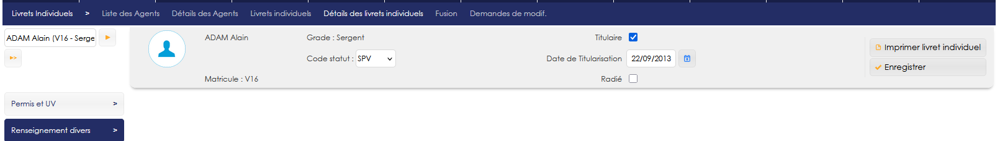 Livrets Individuels > Liste des Agents Détails des Agents Livrets individuels Détails des livrets individuels Fusion Demandes de modif.
ADAM Alain (V16 - Serge
ADAM Alain Grade : Sergent Titulaire
Code statut : SPV Date de Titularisation 22/09/2013
Matricule : V16 Radié
Imprimer livret individuel
Enregistrer
Permis et UV >
Renseignement divers >